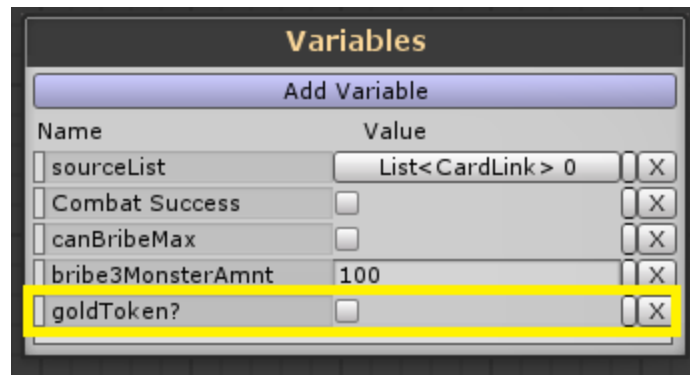 Variables
Add Variable
Name Value
sourceList List<CardLink> 0 X
Combat Success X
canBribeMax X
bribe3MonsterAmnt 100 X
goldToken? X